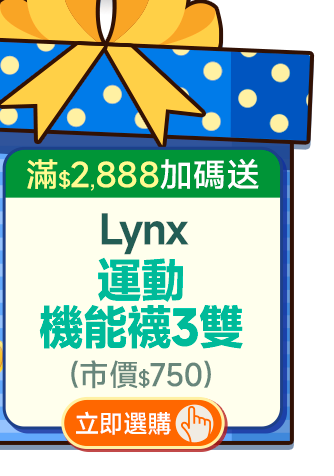 滿$2,888加碼送
Lynx
運動
機能襪3雙
(市價$750)
立即選購